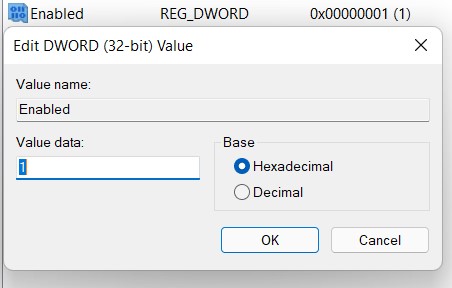 Enabled REG_DWORD 0x00000001 (1)
Edit DWORD (32-bit) Value
Value name:
Enabled
Value data:
1
Base
Hexadecimal
Decimal
OK Cancel